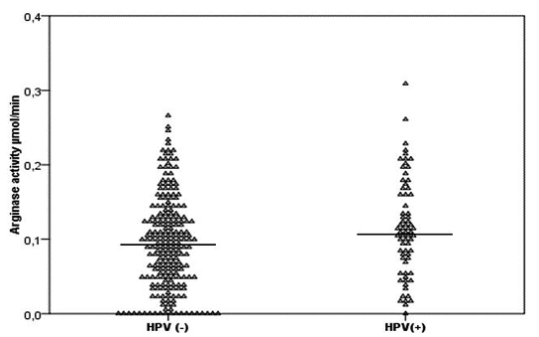 0,4
0,3
0,2
0,1
0,0
Arginase activity µmol/min
HPV (-)
HPV(+)